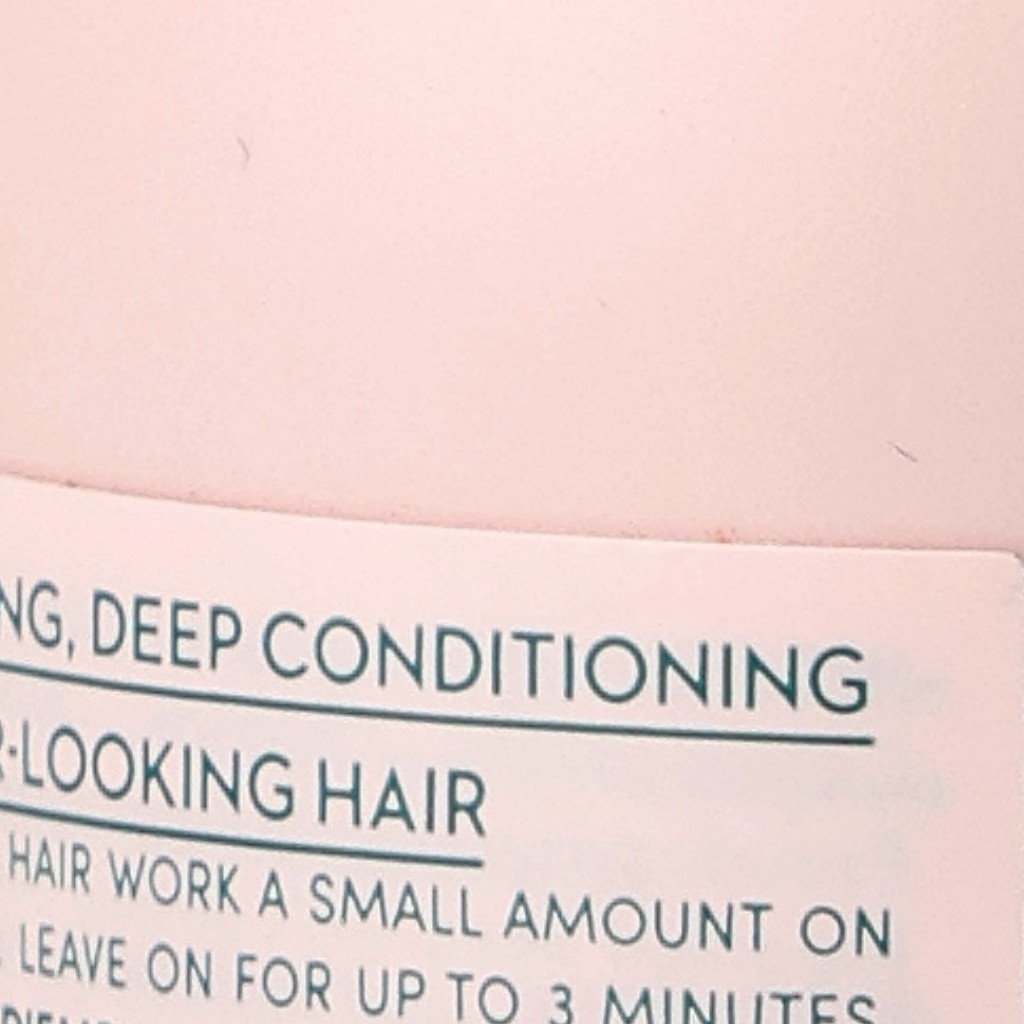 NG, DEEP CONDITIONING
R-LOOKING HAIR
HAIR WORK A SMALL AMOUNT ON
LEAVE ON FOR UP TO 3 MINUTES